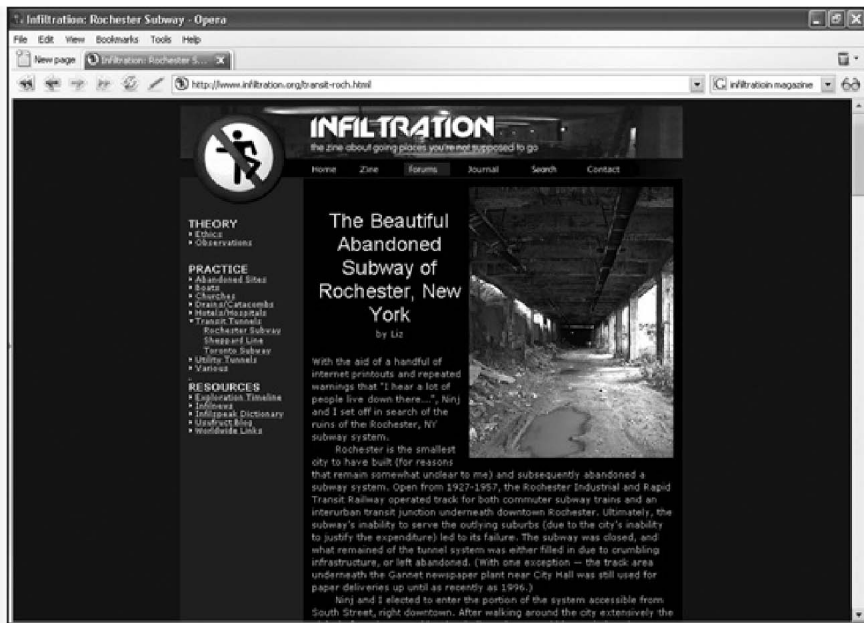 Infiltration: Rochester Subway - Opera
File Edit View Bookmarks Tools Help
New page Infiltration: Rochester S...
http://www.infiltration.org/transit-roch.html
infiltratioin magazine
INFILTRATION
the zine about going places you're not supposed to go
Home Zine Forums Journal Search Contact
THEORY
Ethics
Observations
PRACTICE
Abandoned Sites
Boats
Churches
Drains/Catacombs
Hotels/Hospitals
Transit Tunnels
Rochester Subway
Sheppard Line
Toronto Subway
Utility Tunnels
Various
RESOURCES
Exploration Timeline
Infilnews
Infilspeak Dictionary
Usufruct Blog
Worldwide Links
The Beautiful
Abandoned
Subway of
Rochester, New
York
by Liz
With the aid of a handful of
internet printouts and repeated
warnings that "I hear a lot of
people live down there...", Ninj
and I set off in search of the
ruins of the Rochester, NY
subway system.
Rochester is the smallest
city to have built (for reasons
that remain somewhat unclear to me) and subsequently abandoned a
subway system. Open from 1927-1957, the Rochester Industrial and Rapid
Transit Railway operated track for both commuter subway trains and an
interurban transit junction underneath downtown Rochester. Ultimately, the
subway's inability to serve the outlying suburbs (due to the city's inability
to justify the expenditure) led to its failure. The subway was closed, and
what remained of the tunnel system was either filled in due to crumbling
infrastructure, or left abandoned. (With one exception — the track area
underneath the Gannet newspaper plant near City Hall was still used for
paper deliveries up until as recently as 1996.)
Ninj and I elected to enter the portion of the system accessible from
South Street, right downtown. After walking around the city extensively the